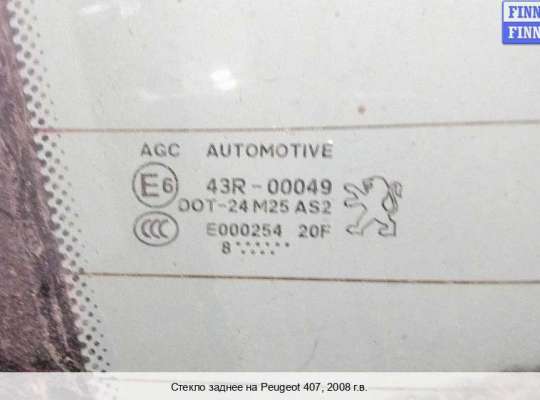 FINN
FINN
AGC AUTOMOTIVE
E6 43R-00049
DOT-24 M25 AS2
CCC E000254 20F
8.......
Стекло заднее на Peugeot 407, 2008 г.в.